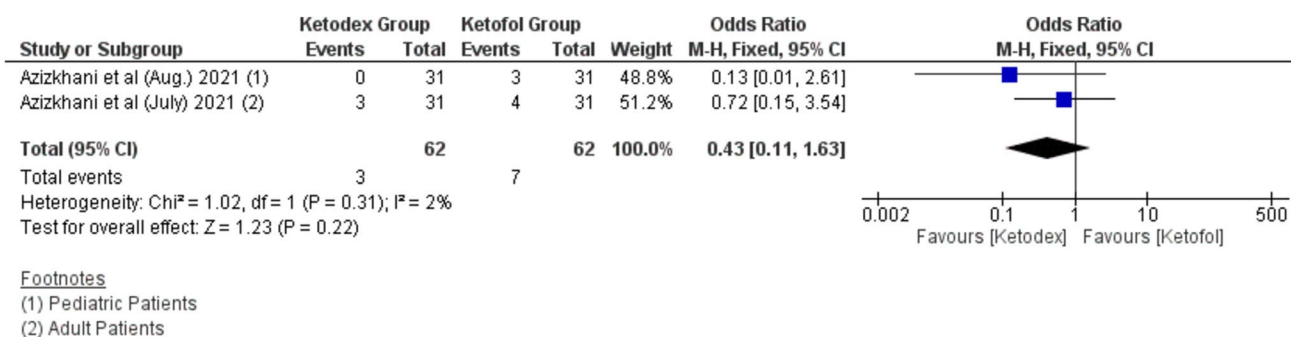 Ketodex Group Ketofol Group Odds Ratio Odds Ratio
Study or Subgroup Events Total Events Total Weight M-H, Fixed, 95% CI M-H, Fixed, 95% CI
Azizkhani et al (Aug.) 2021 (1) 0 31 3 31 48.8% 0.13 [0.01, 2.61]
Azizkhani et al (July) 2021 (2) 3 31 4 31 51.2% 0.72 [0.15, 3.54]
Total (95% CI) 62 62 100.0% 0.43 [0.11, 1.63]
Total events 3 7
Heterogeneity: Chi² = 1.02, df = 1 (P = 0.31); I² = 2%
Test for overall effect: Z = 1.23 (P = 0.22)
0.002 0.1 1 10 500
Favours [Ketodex] Favours [Ketofol]
Footnotes
(1) Pediatric Patients
(2) Adult Patients